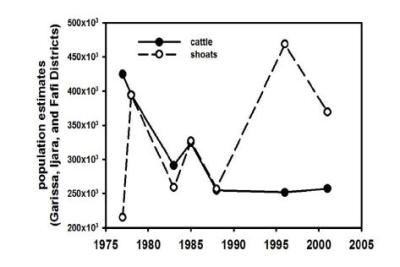 population estimates
(Garissa, Ijara, and Fafi Districts)
500x10³
450x10³
400x10³
350x10³
300x10³
250x10³
200x10³
cattle
shoats
1975 1980 1985 1990 1995 2000 2005